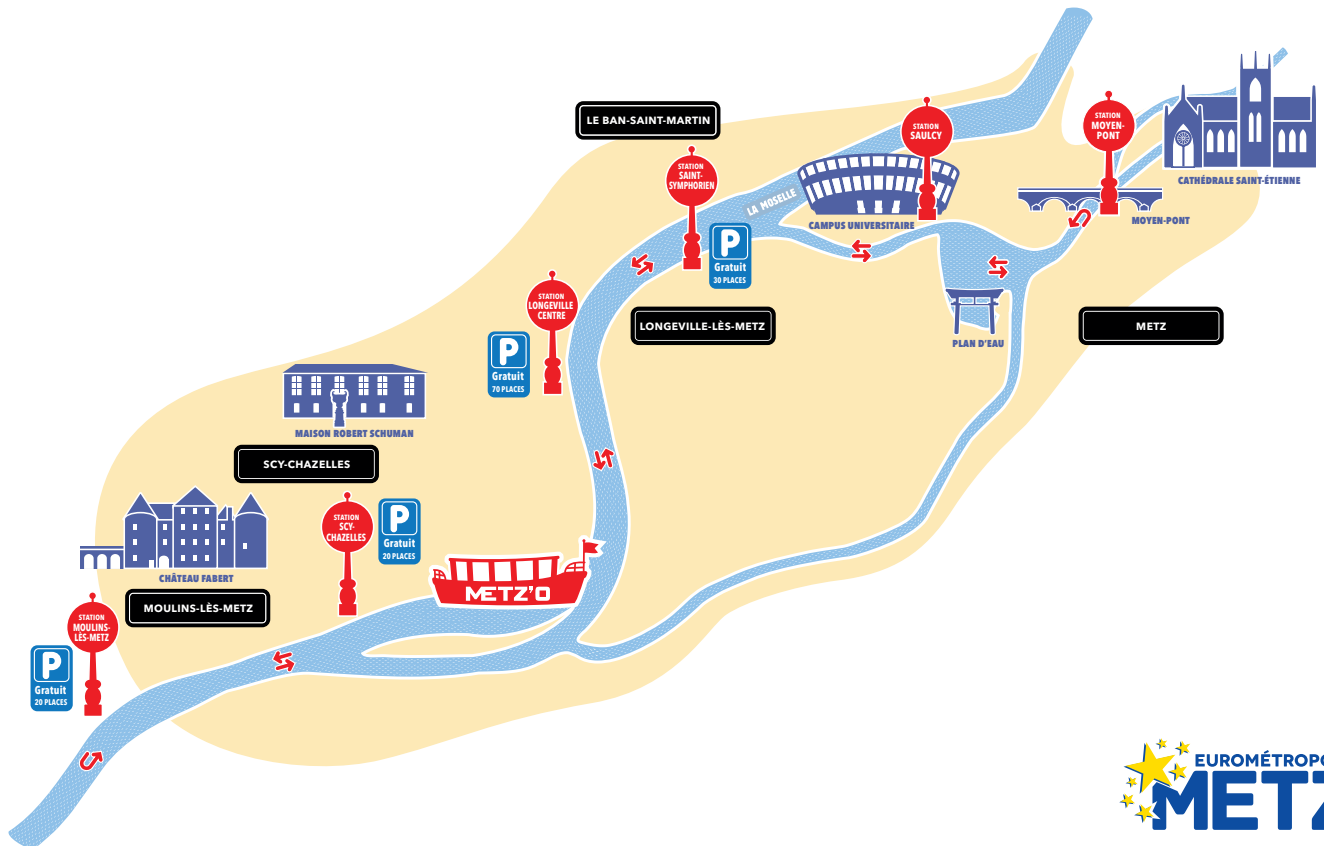 LE BAN-SAINT-MARTIN
STATION
SAINT-
SYMPHORIEN
STATION
SAULCY
STATION
MOYEN-
PONT
CATHÉDRALE SAINT-ÉTIENNE
LA MOSELLE
CAMPUS UNIVERSITAIRE
MOYEN-PONT
P
Gratuit
30 PLACES
STATION
LONGEVILLE
CENTRE
LONGEVILLE-LÈS-METZ
METZ
PLAN D'EAU
P
Gratuit
70 PLACES
MAISON ROBERT SCHUMAN
SCY-CHAZELLES
STATION
SCY-
CHAZELLES
P
Gratuit
20 PLACES
CHÂTEAU FABERT
METZ'O
MOULINS-LÈS-METZ
STATION
MOULINS-
LÈS-METZ
P
Gratuit
20 PLACES
EUROMÉTROPO
METZ